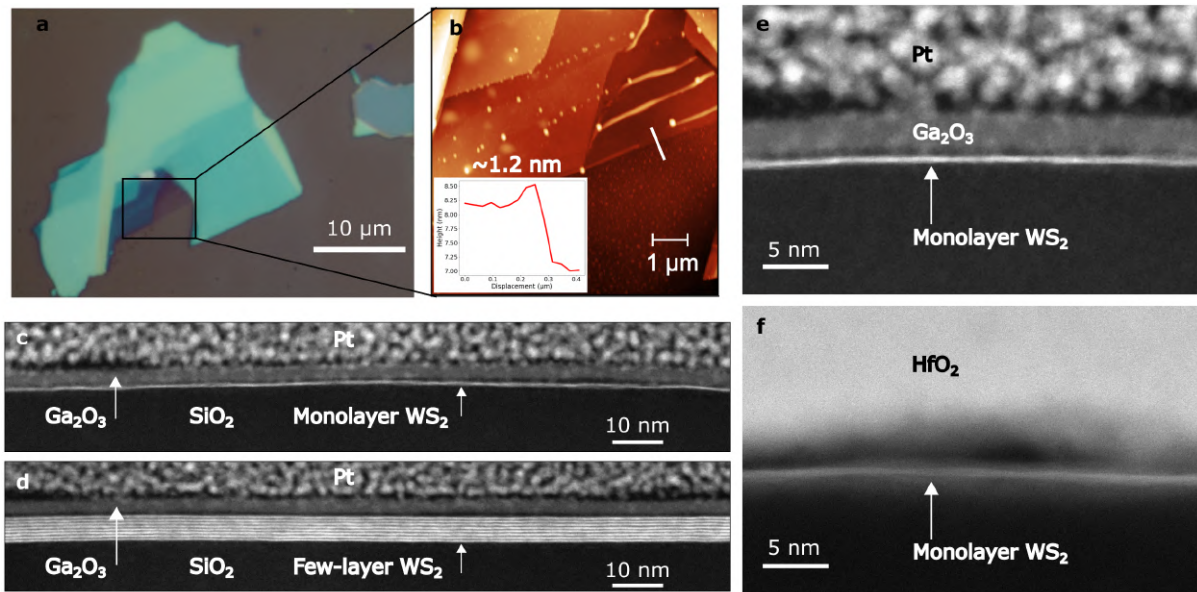 a
10 µm
b
~1.2 nm
8.50
8.25
8.00
7.75
7.50
7.25
7.00
Height (nm)
0.0 0.1 0.2 0.3 0.4
Displacement (µm)
1 µm
c
Pt
Ga₂O₃ SiO₂ Monolayer WS₂
10 nm
d
Pt
Ga₂O₃ SiO₂ Few-layer WS₂
10 nm
e
Pt
Ga₂O₃
Monolayer WS₂
5 nm
f
HfO₂
Monolayer WS₂
5 nm